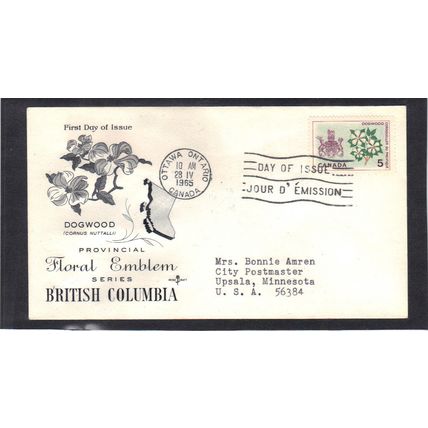 First Day of Issue
DOGWOOD
(CORNUS NUTTALLI)
PROVINCIAL
Floral Emblem
SERIES
BRITISH COLUMBIA
OTTAWA ONTARIO
10 AM
28 IV
1965
CANADA
DAY OF ISSUE
JOUR D'ÉMISSION
DOGWOOD
CANADA
5
Mrs. Bonnie Amren
City Postmaster
Upsala, Minnesota
U. S. A. 56384